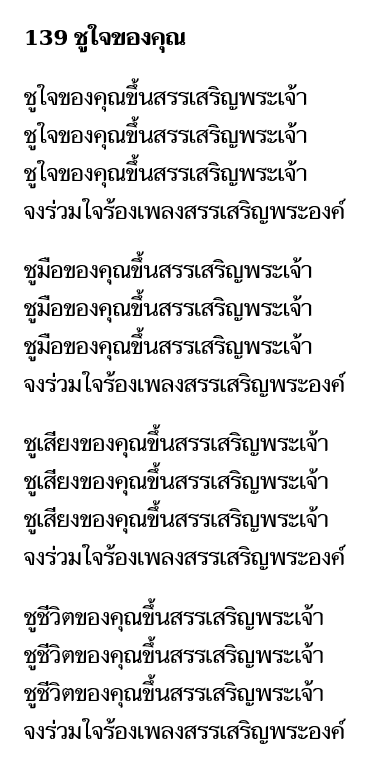 139 ชูใจของคุณ
ชูใจของคุณขึ้นสรรเสริญพระเจ้า
ชูใจของคุณขึ้นสรรเสริญพระเจ้า
ชูใจของคุณขึ้นสรรเสริญพระเจ้า
จงร่วมใจร้องเพลงสรรเสริญพระองค์
ชูมือของคุณขึ้นสรรเสริญพระเจ้า
ชูมือของคุณขึ้นสรรเสริญพระเจ้า
ชูมือของคุณขึ้นสรรเสริญพระเจ้า
จงร่วมใจร้องเพลงสรรเสริญพระองค์
ชูเสียงของคุณขึ้นสรรเสริญพระเจ้า
ชูเสียงของคุณขึ้นสรรเสริญพระเจ้า
ชูเสียงของคุณขึ้นสรรเสริญพระเจ้า
จงร่วมใจร้องเพลงสรรเสริญพระองค์
ชูชีวิตของคุณขึ้นสรรเสริญพระเจ้า
ชูชีวิตของคุณขึ้นสรรเสริญพระเจ้า
ชูชีวิตของคุณขึ้นสรรเสริญพระเจ้า
จงร่วมใจร้องเพลงสรรเสริญพระองค์